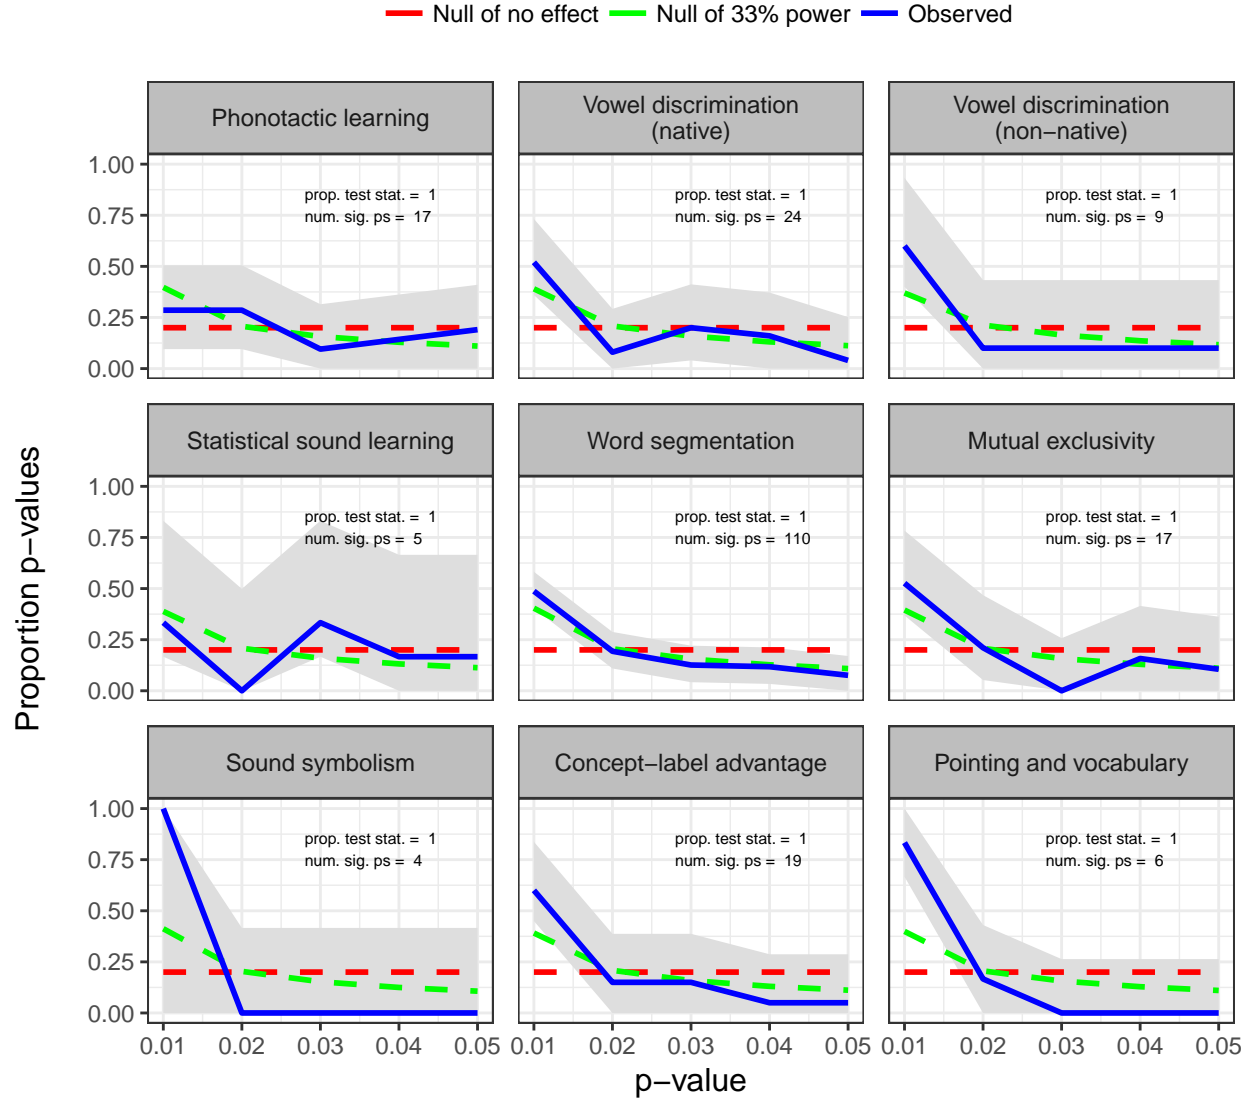 Null of no effect Null of 33% power Observed
Phonotactic learning
Vowel discrimination
(native)
Vowel discrimination
(non−native)
1.00
0.75
0.50
0.25
0.00
prop. test stat. = 1
num. sig. ps = 17
prop. test stat. = 1
num. sig. ps = 24
prop. test stat. = 1
num. sig. ps = 9
Statistical sound learning
Word segmentation
Mutual exclusivity
1.00
0.75
0.50
0.25
0.00
prop. test stat. = 1
num. sig. ps = 5
prop. test stat. = 1
num. sig. ps = 110
prop. test stat. = 1
num. sig. ps = 17
Proportion p−values
Sound symbolism
Concept−label advantage
Pointing and vocabulary
1.00
0.75
0.50
0.25
0.00
prop. test stat. = 1
num. sig. ps = 4
prop. test stat. = 1
num. sig. ps = 19
prop. test stat. = 1
num. sig. ps = 6
0.01 0.02 0.03 0.04 0.05 0.01 0.02 0.03 0.04 0.05 0.01 0.02 0.03 0.04 0.05
p−value